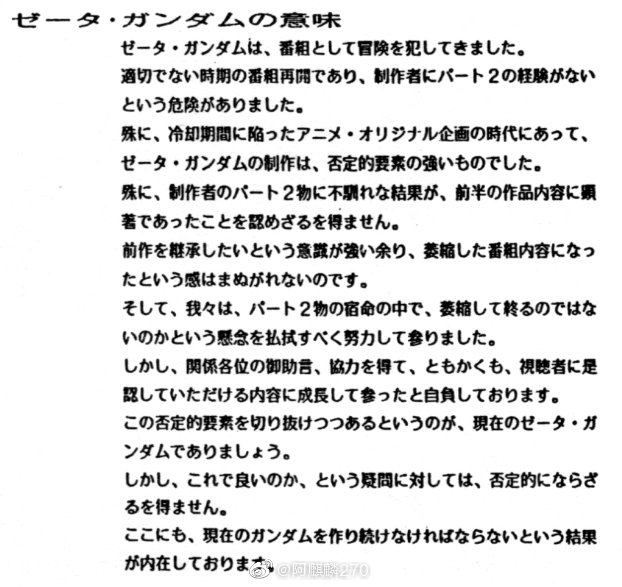 ゼータ・ガンダムの意味
ゼータ・ガンダムは、番組として冒険を犯してきました。
適切でない時期の番組再開であり、制作者にパート２の経験がない
という危険がありました。
殊に、冷却期間に陥ったアニメ・オリジナル企画の時代にあって、
ゼータ・ガンダムの制作は、否定的要素の強いものでした。
殊に、制作者のパート２物に不馴れな結果が、前半の作品内容に顕
著であったことを認めざるを得ません。
前作を継承したいという意識が強い余り、萎縮した番組内容になっ
たという感はまぬがれないのです。
そして、我々は、パート２物の宿命の中で、萎縮して終るのではな
いのかという懸念を払拭すべく努力して参りました。
しかし、関係各位の御助言、協力を得て、ともかくも、視聴者に是
認していただける内容に成長して参ったと自負しております。
この否定的要素を切り抜けつつあるというのが、現在のゼータ・ガ
ンダムでありましょう。
しかし、これで良いのか、という疑問に対しては、否定的にならざ
るを得ません。
ここにも、現在のガンダムを作り続けなければならないという結果
が内在しております。
@阿麒麟270